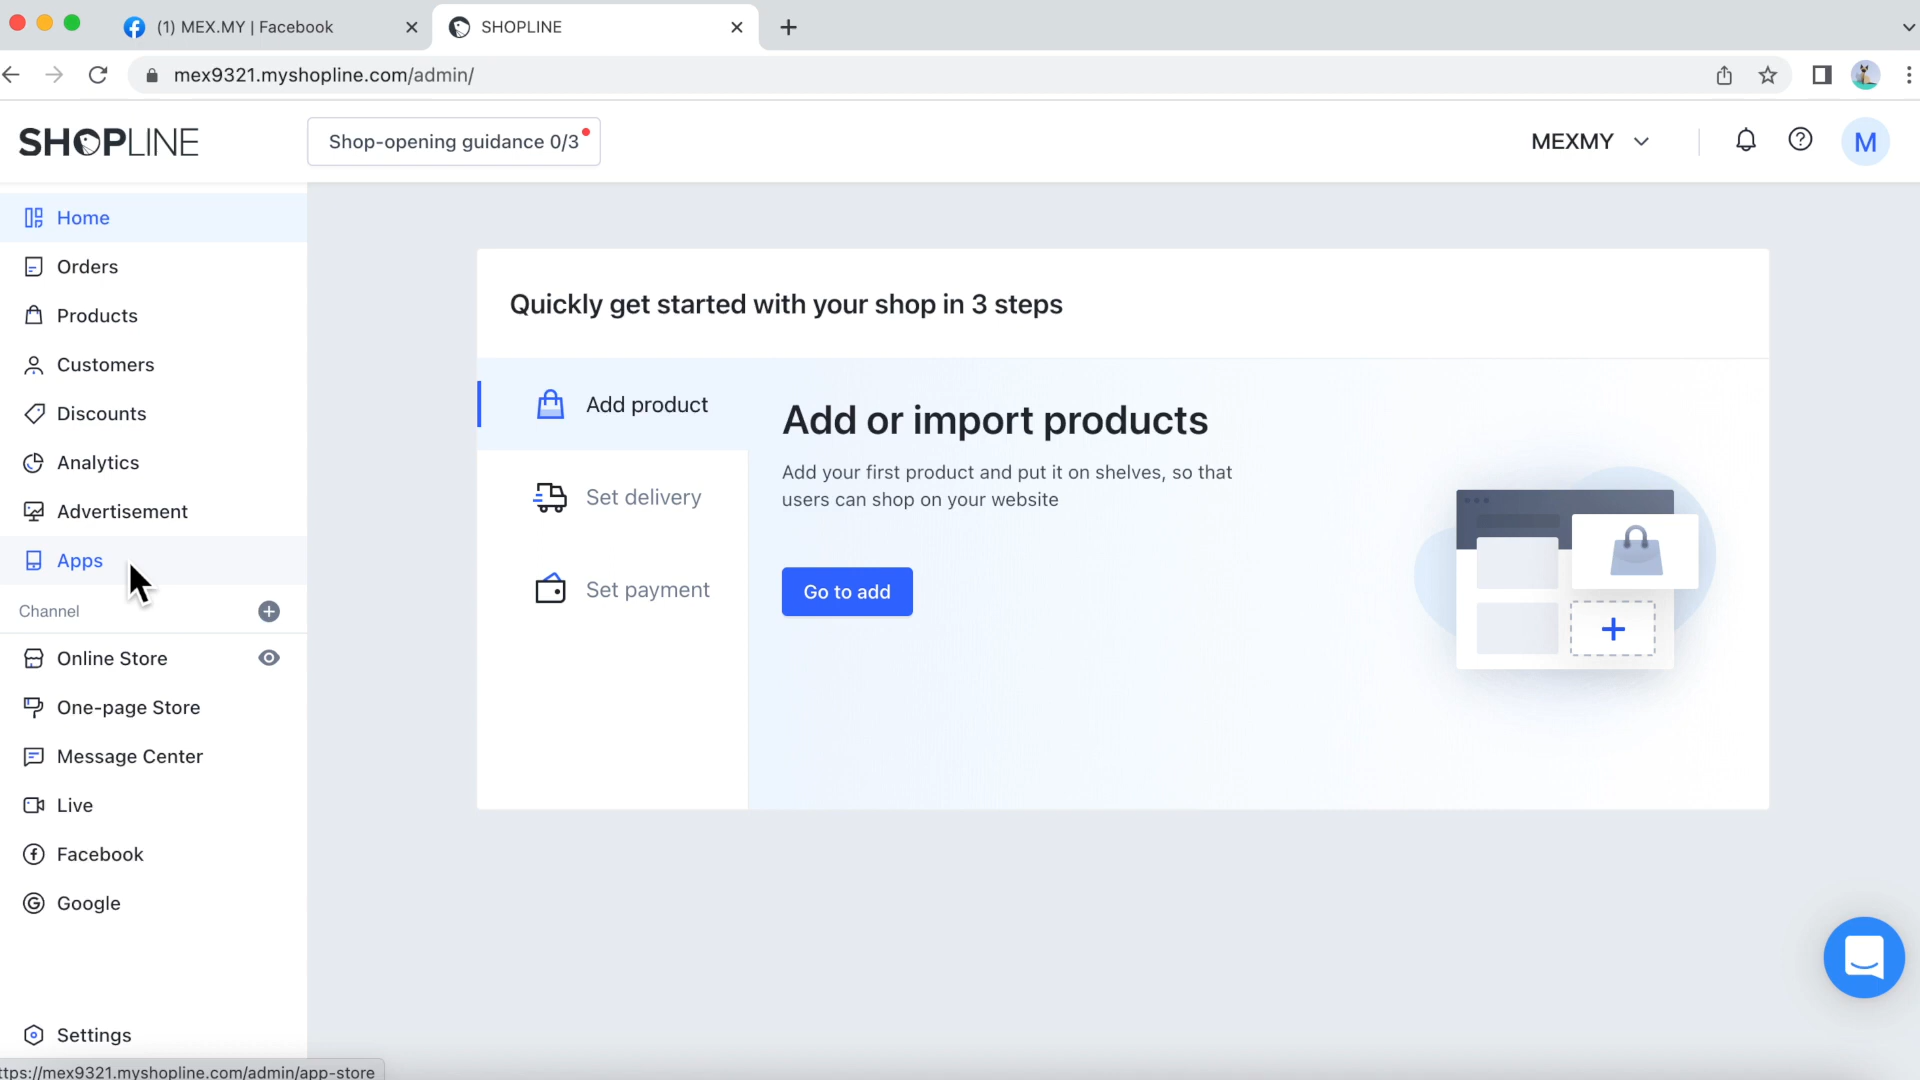 (1) MEX.MY | Facebook
SHOPLINE
mex9321.myshopline.com/admin/
SHOPLINE
Shop-opening guidance 0/3
MEXMY
M
Home
Orders
Products
Customers
Discounts
Analytics
Advertisement
Apps
Channel
Online Store
One-page Store
Message Center
Live
Facebook
Google
Settings
Quickly get started with your shop in 3 steps
Add product
Set delivery
Set payment
Add or import products
Add your first product and put it on shelves, so that
users can shop on your website
Go to add
ttps://mex9321.myshopline.com/admin/app-store